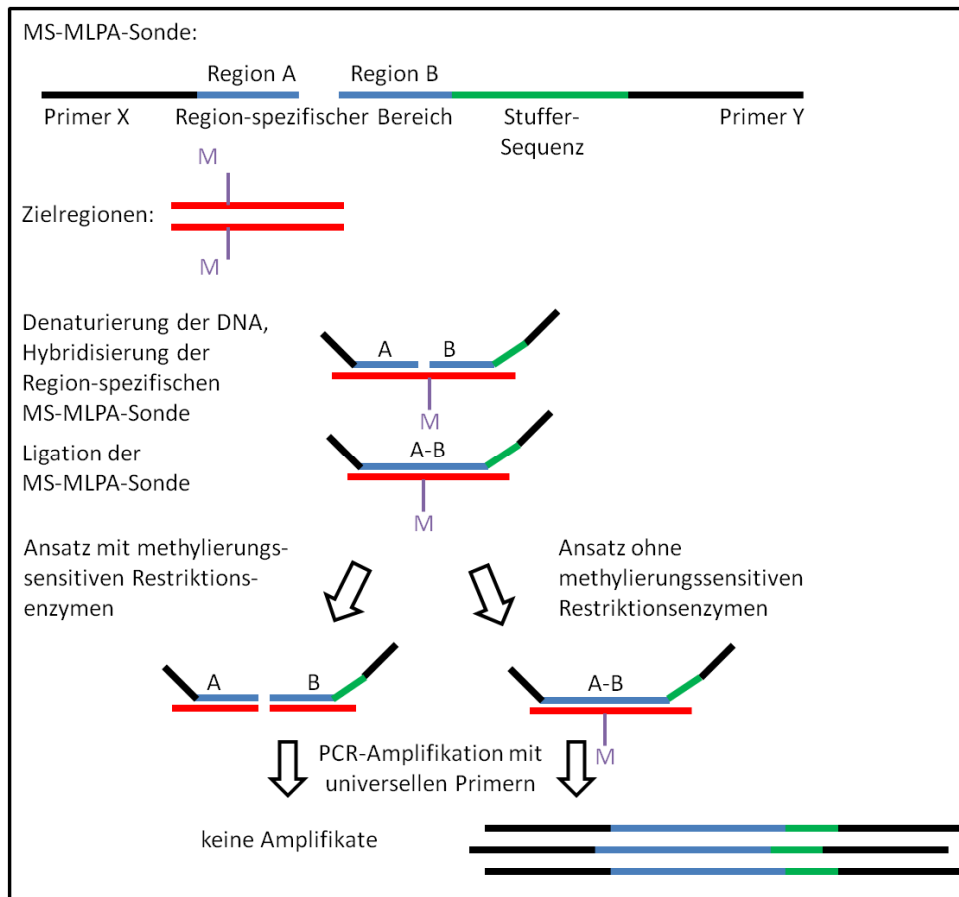 MS-MLPA-Sonde:
Region A Region B
Primer X Region-spezifischer Bereich Stuffer- Primer Y
Sequenz
M
Zielregionen:
M
Denaturierung der DNA,
Hybridisierung der
Region-spezifischen
MS-MLPA-Sonde
A B
M
Ligation der
MS-MLPA-Sonde
A-B
M
Ansatz mit methylierungs-
sensitiven Restriktions-
enzymen
Ansatz ohne
methylierungssensitiven
Restriktionsenzymen
A B
A-B
M
PCR-Amplifikation mit
universellen Primern
keine Amplifikate